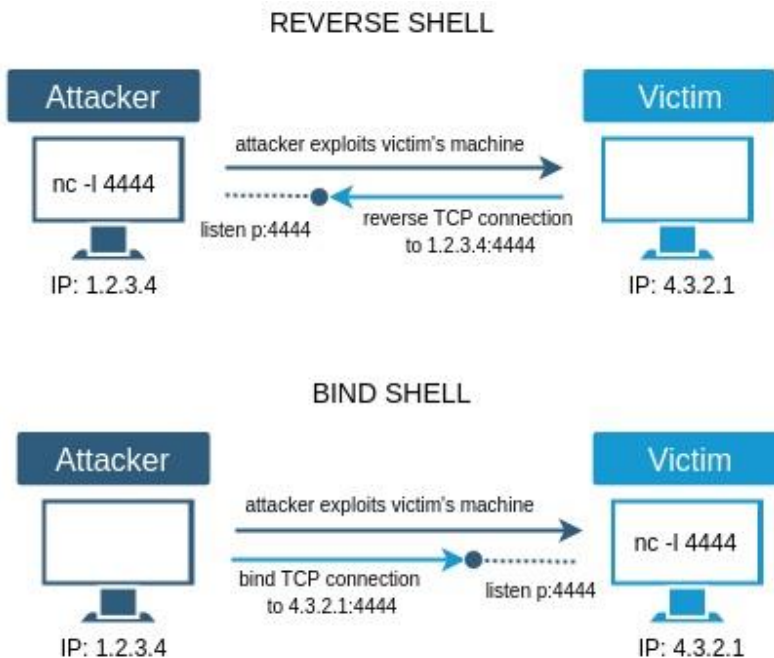 REVERSE SHELL
Attacker
Victim
nc -l 4444
attacker exploits victim's machine
listen p:4444
reverse TCP connection
to 1.2.3.4:4444
IP: 1.2.3.4
IP: 4.3.2.1
BIND SHELL
Attacker
Victim
attacker exploits victim's machine
nc -l 4444
bind TCP connection
to 4.3.2.1:4444
listen p:4444
IP: 1.2.3.4
IP: 4.3.2.1